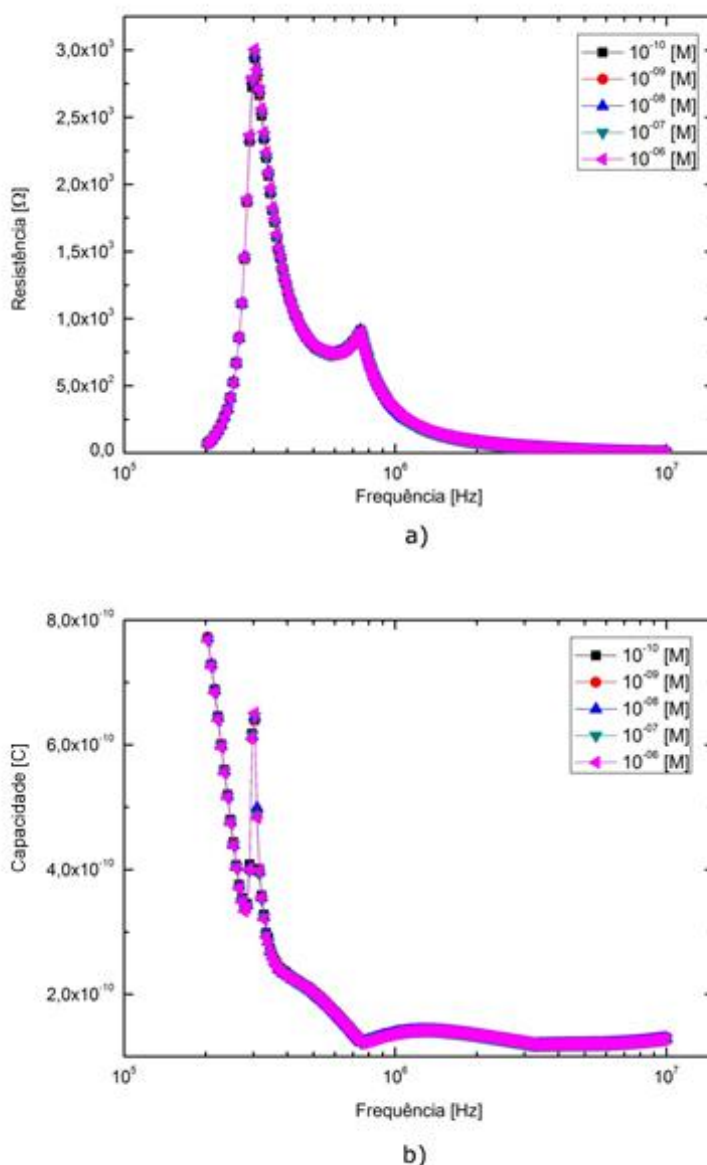 3,0x10³
2,5x10³
2,0x10³
1,5x10³
1,0x10³
5,0x10²
0,0
Resistência [Ω]
10⁻¹⁰ [M]
10⁻⁰⁹ [M]
10⁻⁰⁸ [M]
10⁻⁰⁷ [M]
10⁻⁰⁶ [M]
10⁵
10⁶
10⁷
Frequência [Hz]
a)
8,0x10⁻¹⁰
6,0x10⁻¹⁰
4,0x10⁻¹⁰
2,0x10⁻¹⁰
Capacidade [C]
10⁻¹⁰ [M]
10⁻⁰⁹ [M]
10⁻⁰⁸ [M]
10⁻⁰⁷ [M]
10⁻⁰⁶ [M]
10⁵
10⁶
10⁷
Frequência [Hz]
b)